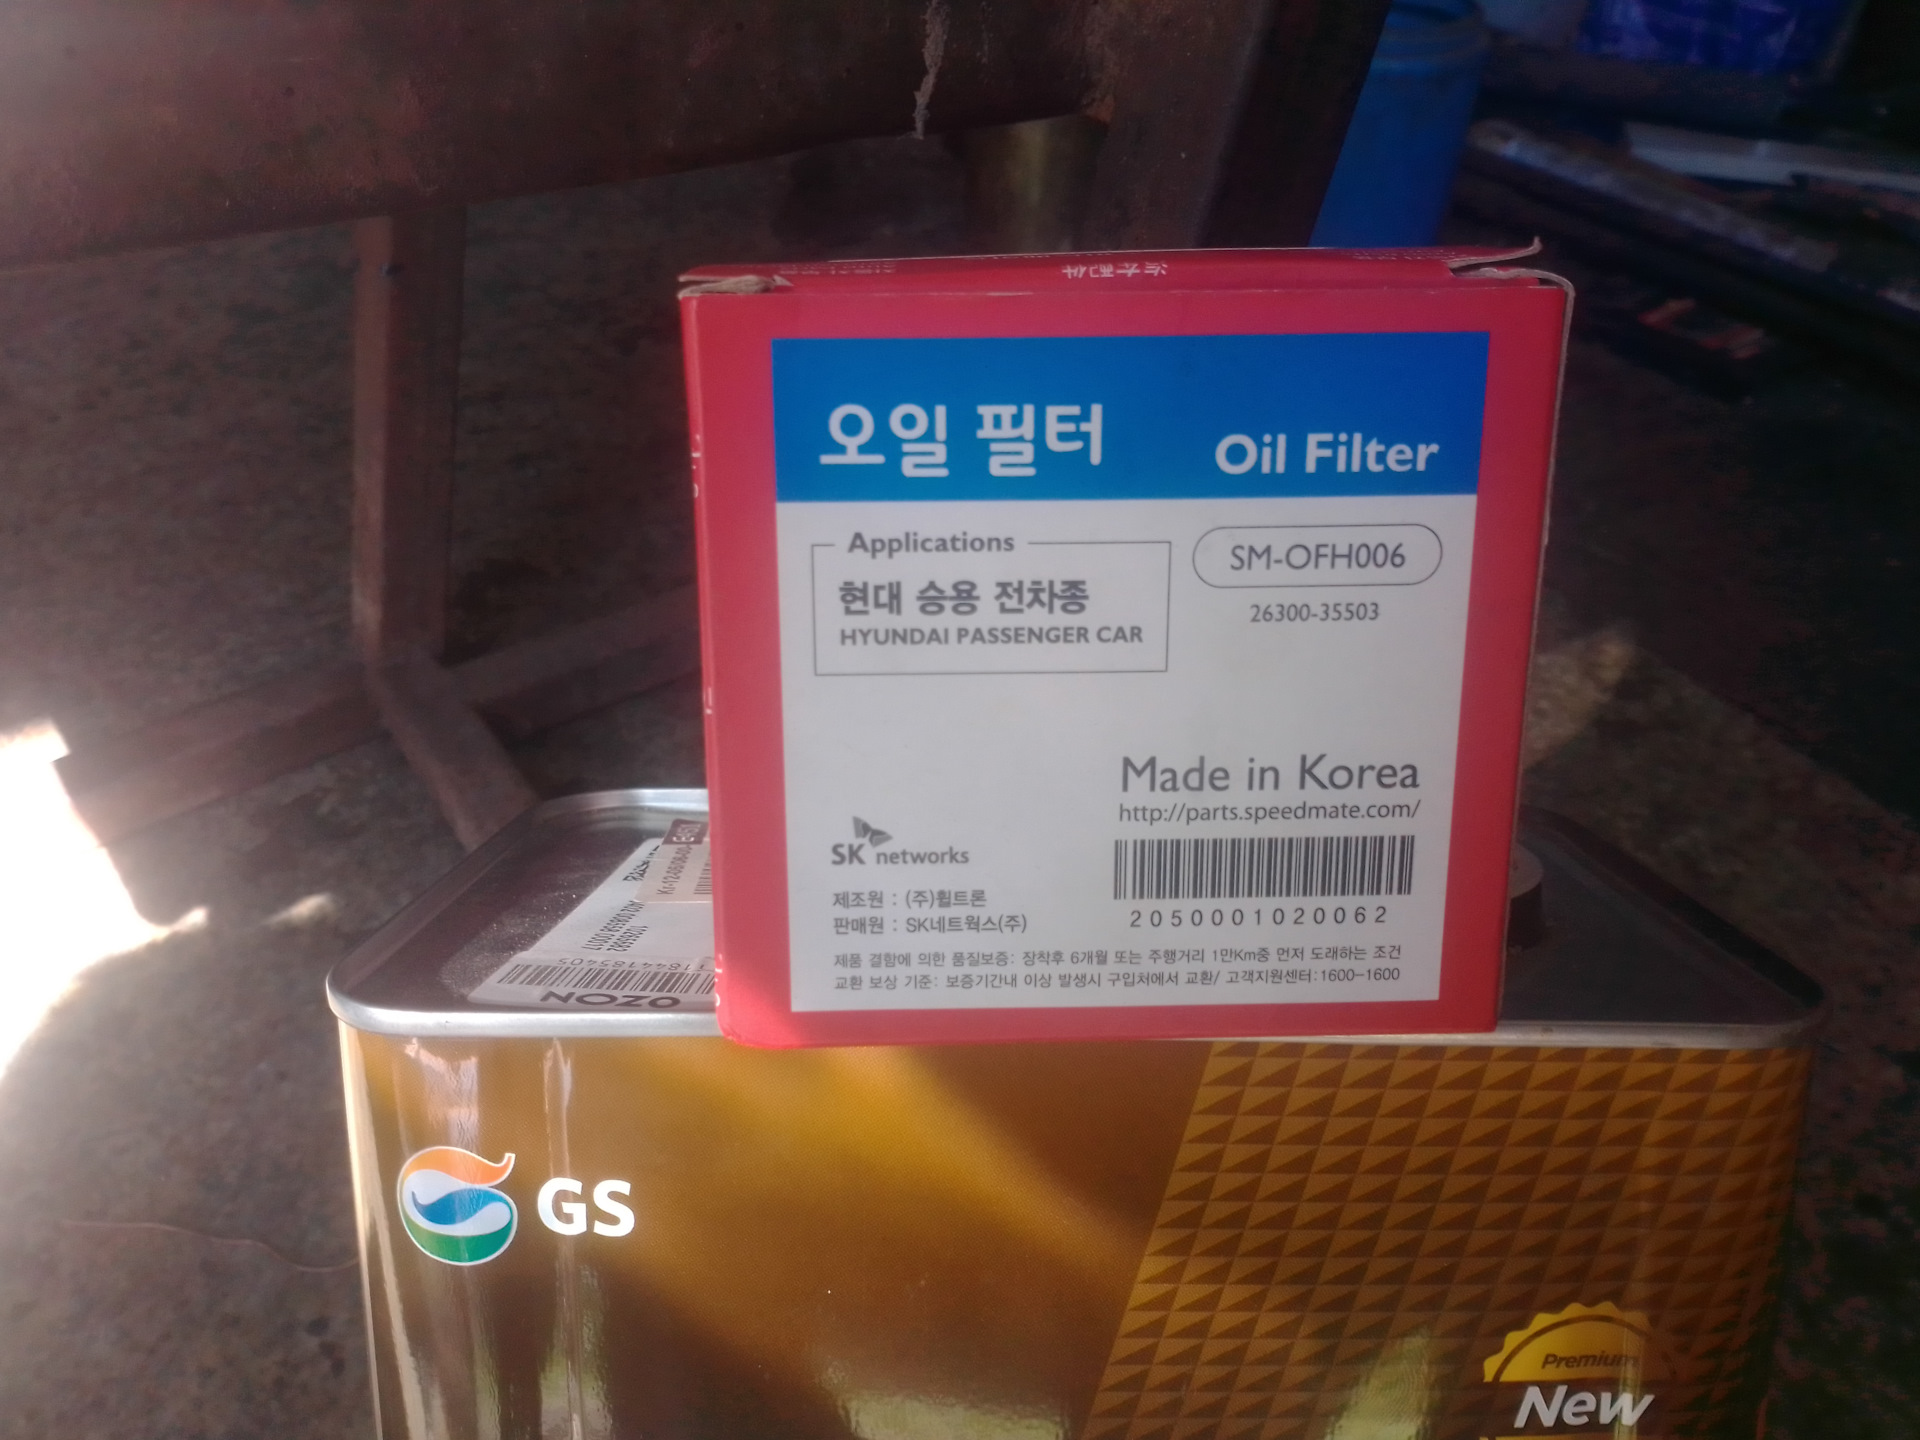 오일 필터
Oil Filter
Applications
현대 승용 전차종
HYUNDAI PASSENGER CAR
SM-OFH006
26300-35503
Made in Korea
http://parts.speedmate.com/
SK networks
2050001020062
제조원 : (주)휠트론
판매원 : SK네트웍스(주)
제품 결함에 의한 품질보증: 장착후 6개월 또는 주행거리 1만Km중 먼저 도래하는 조건
교환 보상 기준: 보증기간내 이상 발생시 구입처에서 교환/ 고객지원센터:1600-1600
OZON
GS
Premium
New